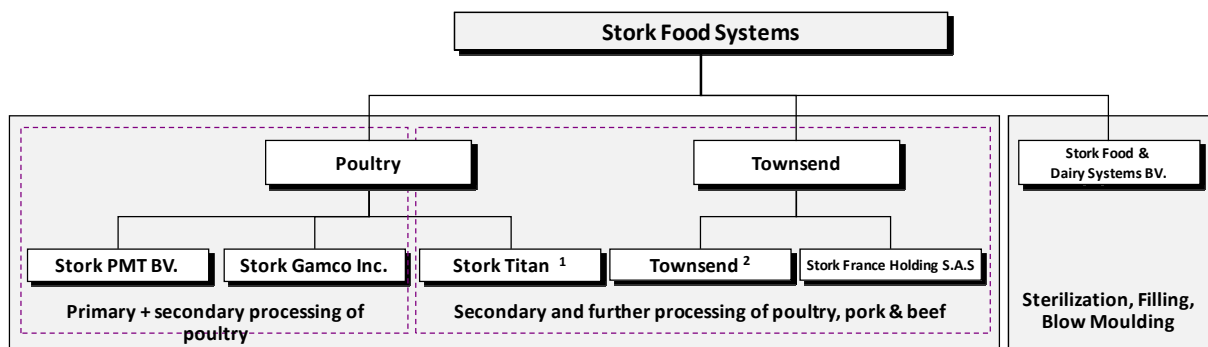 Stork Food Systems
Poultry
Townsend
Stork Food &
Dairy Systems BV.
Stork PMT BV.
Stork Gamco Inc.
Stork Titan 1
Townsend 2
Stork France Holding S.A.S
Primary + secondary processing of
poultry
Secondary and further processing of poultry, pork & beef
Sterilization, Filling,
Blow Moulding